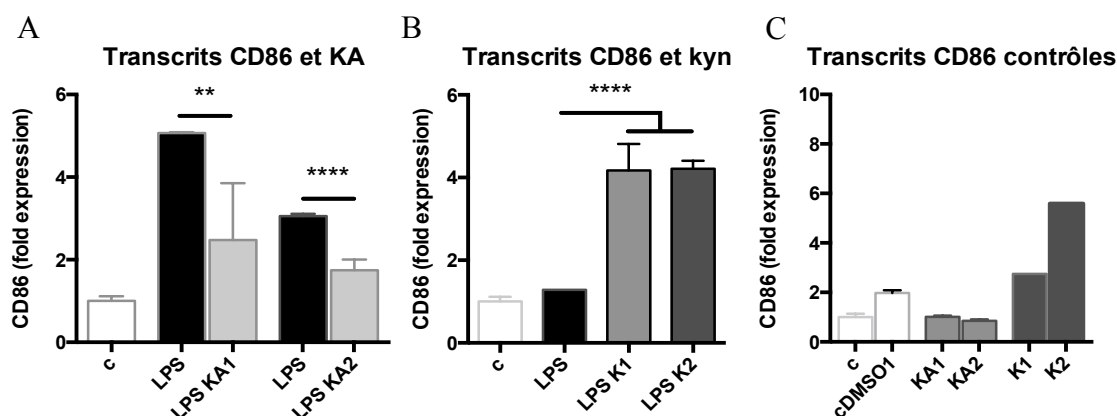 A
Transcrits CD86 et KA
CD86 (fold expression)
6
4
2
0
**
****
c
LPS
LPS KA1
LPS
LPS KA2
B
Transcrits CD86 et kyn
CD86 (fold expression)
6
4
2
0
****
c
LPS
LPS K1
LPS K2
C
Transcrits CD86 contrôles
CD86 (fold expression)
10
8
6
4
2
0
c
cDMSO1
KA1
KA2
K1
K2